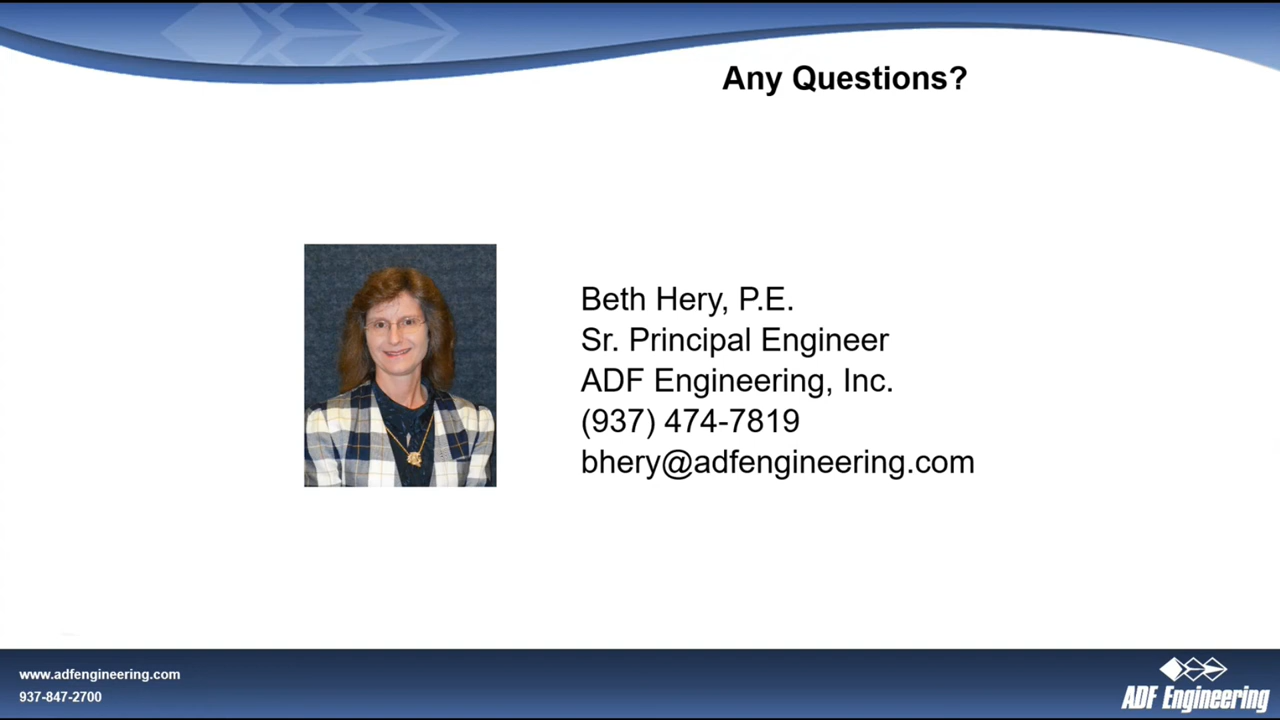 Any Questions?
Beth Hery, P.E.
Sr. Principal Engineer
ADF Engineering, Inc.
(937) 474-7819
bhery@adfengineering.com
www.adfengineering.com
937-847-2700
ADF Engineering